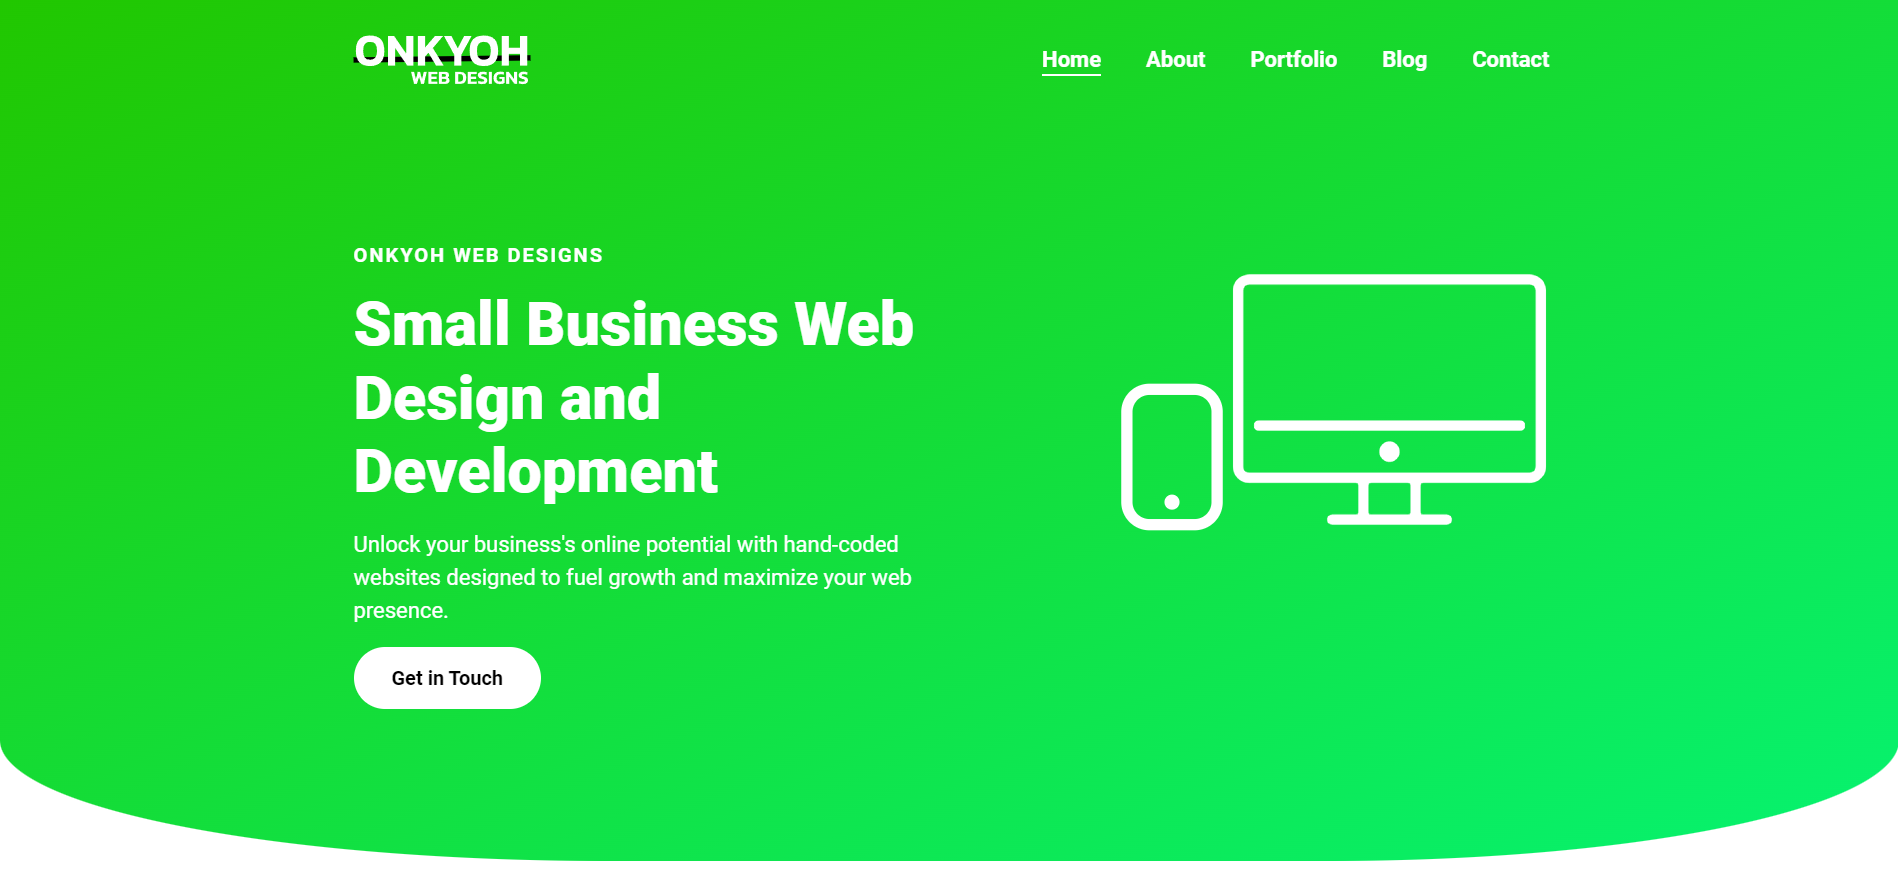 ONKYOH
WEB DESIGNS
Home About Portfolio Blog Contact
ONKYOH WEB DESIGNS
Small Business Web
Design and
Development
Unlock your business's online potential with hand-coded
websites designed to fuel growth and maximize your web
presence.
Get in Touch